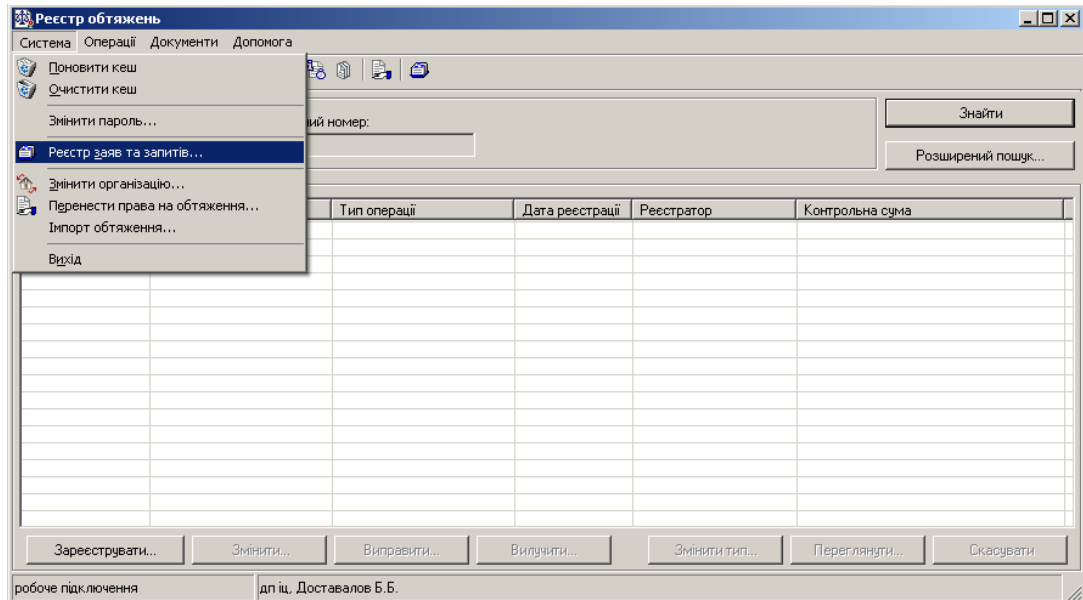 Реєстр обтяжень
Система Операції Документи Допомога
Поновити кеш
Очистити кеш
Змінити пароль...
Реєстр заяв та запитів...
Змінити організацію...
Перенести права на обтяження...
Імпорт обтяження...
Вихід
номер:
Знайти
Розширений пошук...
Тип операції Дата реєстрації Реєстратор Контрольна сума
Зареєструвати... Змінити... Виправити... Вилучити... Змінити тип... Переглянути... Скасувати
робоче підключення дп іц, Доставалов Б.Б.